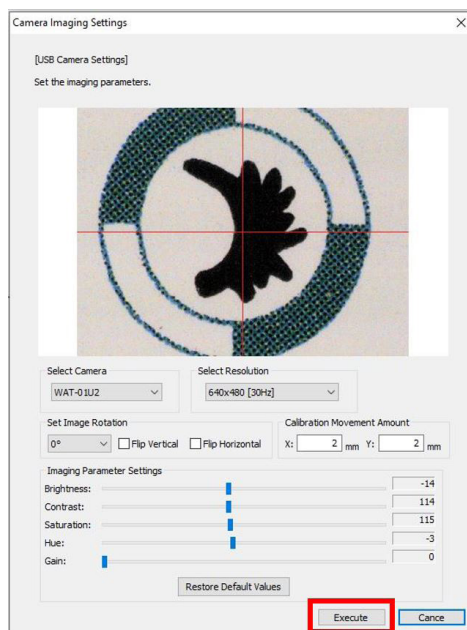 Camera Imaging Settings
[USB Camera Settings]
Set the imaging parameters.
Select Camera
Select Resolution
WAT-01U2
640x480 [30Hz]
Set Image Rotation
Calibration Movement Amount
0° Flip Vertical Flip Horizontal
X: 2 mm Y: 2 mm
Imaging Parameter Settings
Brightness: -14
Contrast: 114
Saturation: 115
Hue: -3
Gain: 0
Restore Default Values
Execute Cance